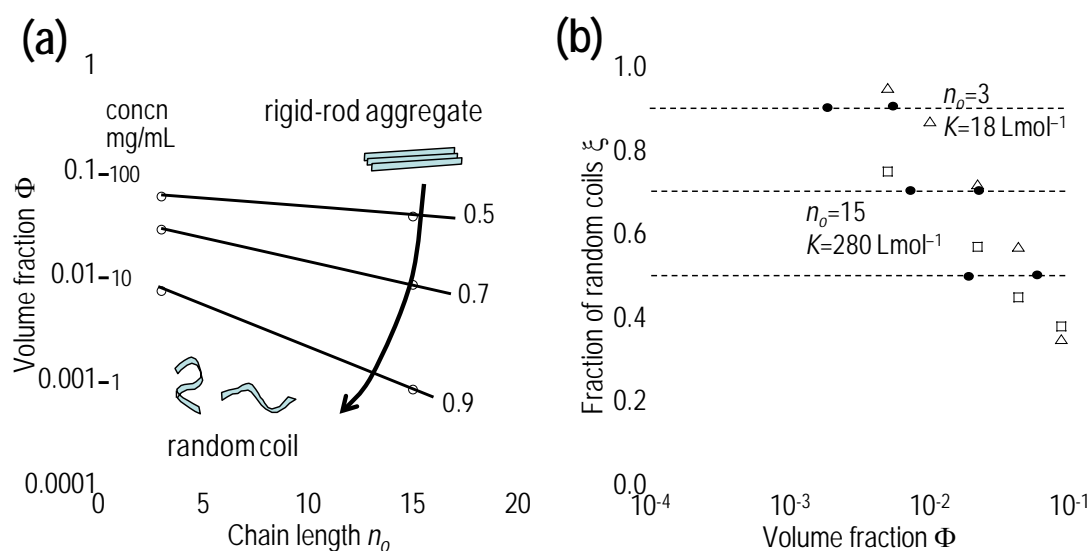 (a)
1
concn
mg/mL
rigid-rod aggregate
0.1
100
0.5
0.01
10
0.7
0.001
1
0.9
random coil
0.0001
0
5
10
15
20
Volume fraction Φ
Chain length nₒ
(b)
1.0
nₒ=3
K=18 Lmol⁻¹
0.8
nₒ=15
K=280 Lmol⁻¹
0.6
0.4
0.2
0.0
10⁻⁴
10⁻³
10⁻²
10⁻¹
Fraction of random coils ξ
Volume fraction Φ